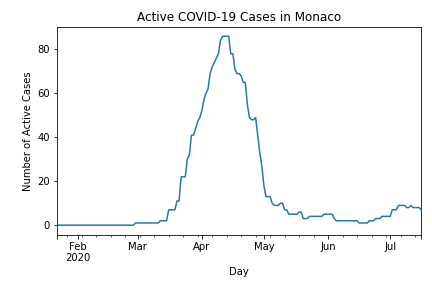 Active COVID-19 Cases in Monaco
Number of Active Cases
80
60
40
20
0
Feb Mar Apr May Jun Jul
2020
Day